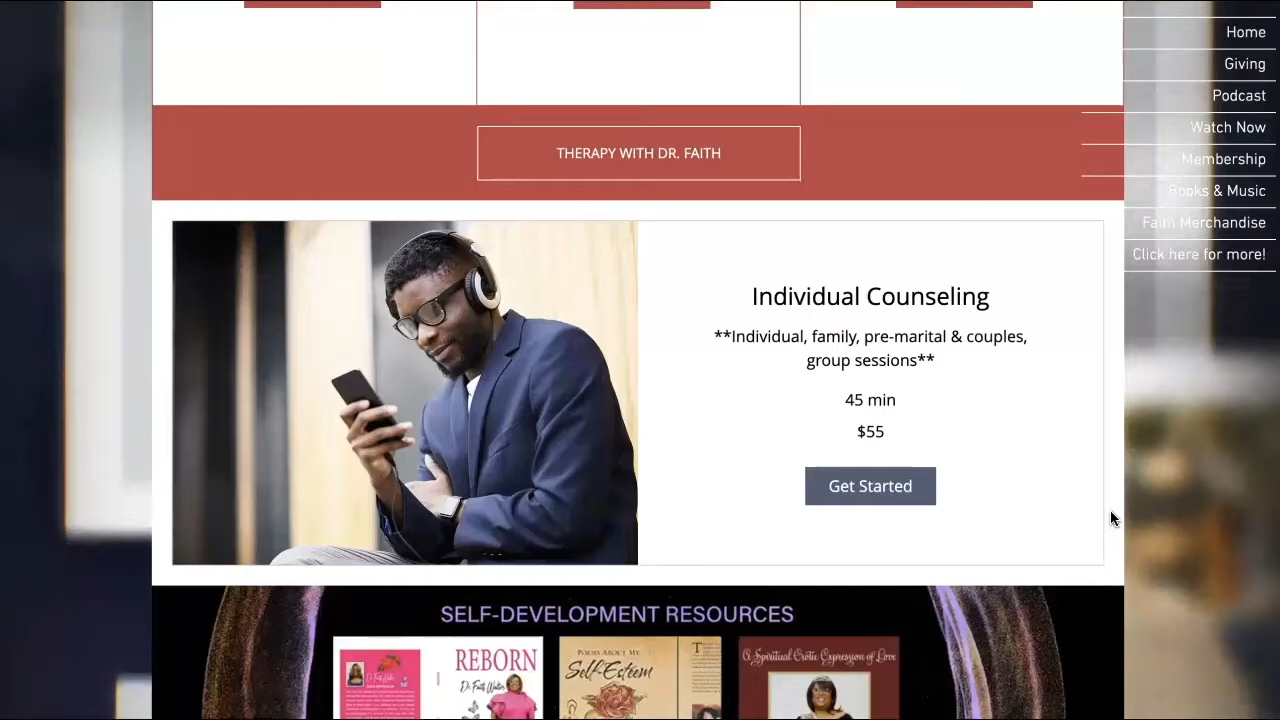 Home
Giving
Podcast
Watch Now
Membership
Books & Music
Faith Merchandise
Click here for more!
THERAPY WITH DR. FAITH
Individual Counseling
**Individual, family, pre-marital & couples,
group sessions**
45 min
$55
Get Started
SELF-DEVELOPMENT RESOURCES
REBORN
POEMS ABOUT MY
Self-Esteem
A Spiritual Erotic Expression of Love